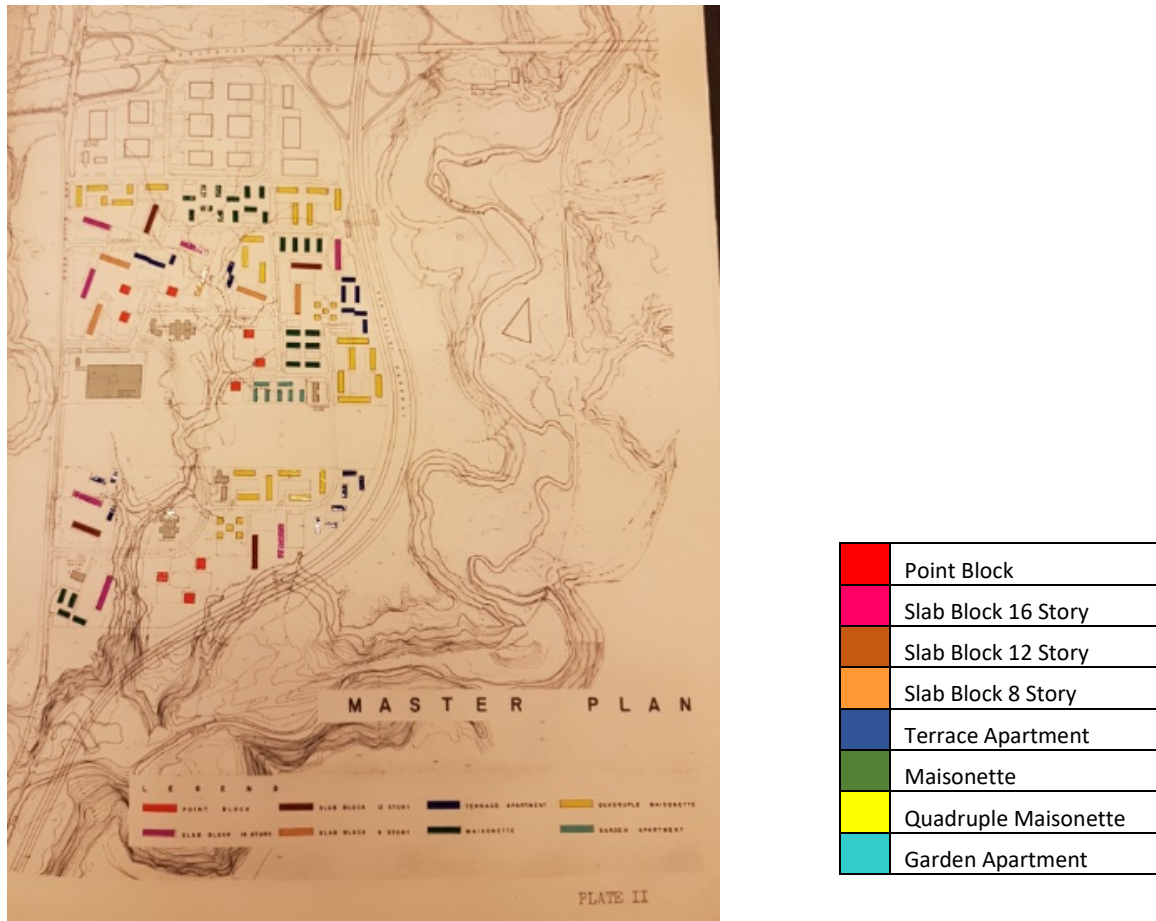 MASTER PLAN
LEGEND
POINT BLOCK SLAB BLOCK 12 STORY TERRACE APARTMENT QUADRUPLE MAISONETTE
SLAB BLOCK 16 STORY SLAB BLOCK 8 STORY MAISONETTE GARDEN APARTMENT
PLATE II
Point Block
Slab Block 16 Story
Slab Block 12 Story
Slab Block 8 Story
Terrace Apartment
Maisonette
Quadruple Maisonette
Garden Apartment